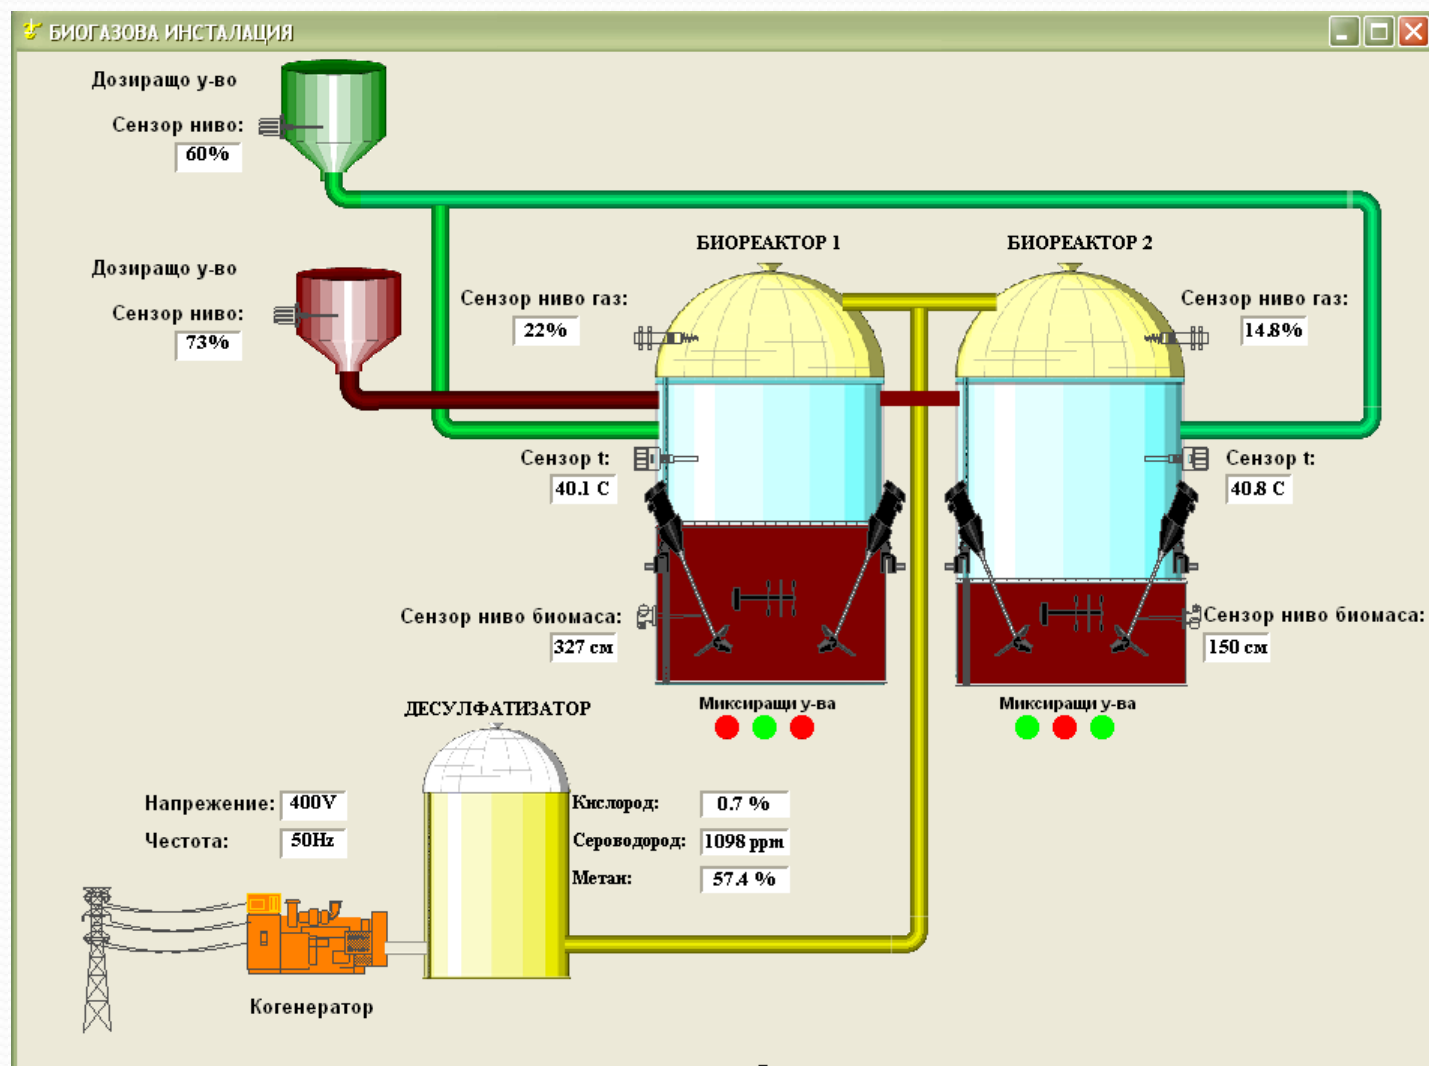 БИОГАЗОВА ИНСТАЛАЦИЯ
Дозиращо у-во
Сензор ниво:
60%
Дозиращо у-во
Сензор ниво:
73%
БИОРЕАКТОР 1
БИОРЕАКТОР 2
Сензор ниво газ:
22%
Сензор ниво газ:
14.8%
Сензор t:
40.1 C
Сензор t:
40.8 C
Сензор ниво биомаса:
327 см
Сензор ниво биомаса:
150 см
Миксиращи у-ва
Миксиращи у-ва
ДЕСУЛФАТИЗАТОР
Напрежение: 400V
Честота: 50Hz
Кислород: 0.7 %
Сероводород: 1098 ppm
Метан: 57.4 %
Когенератор